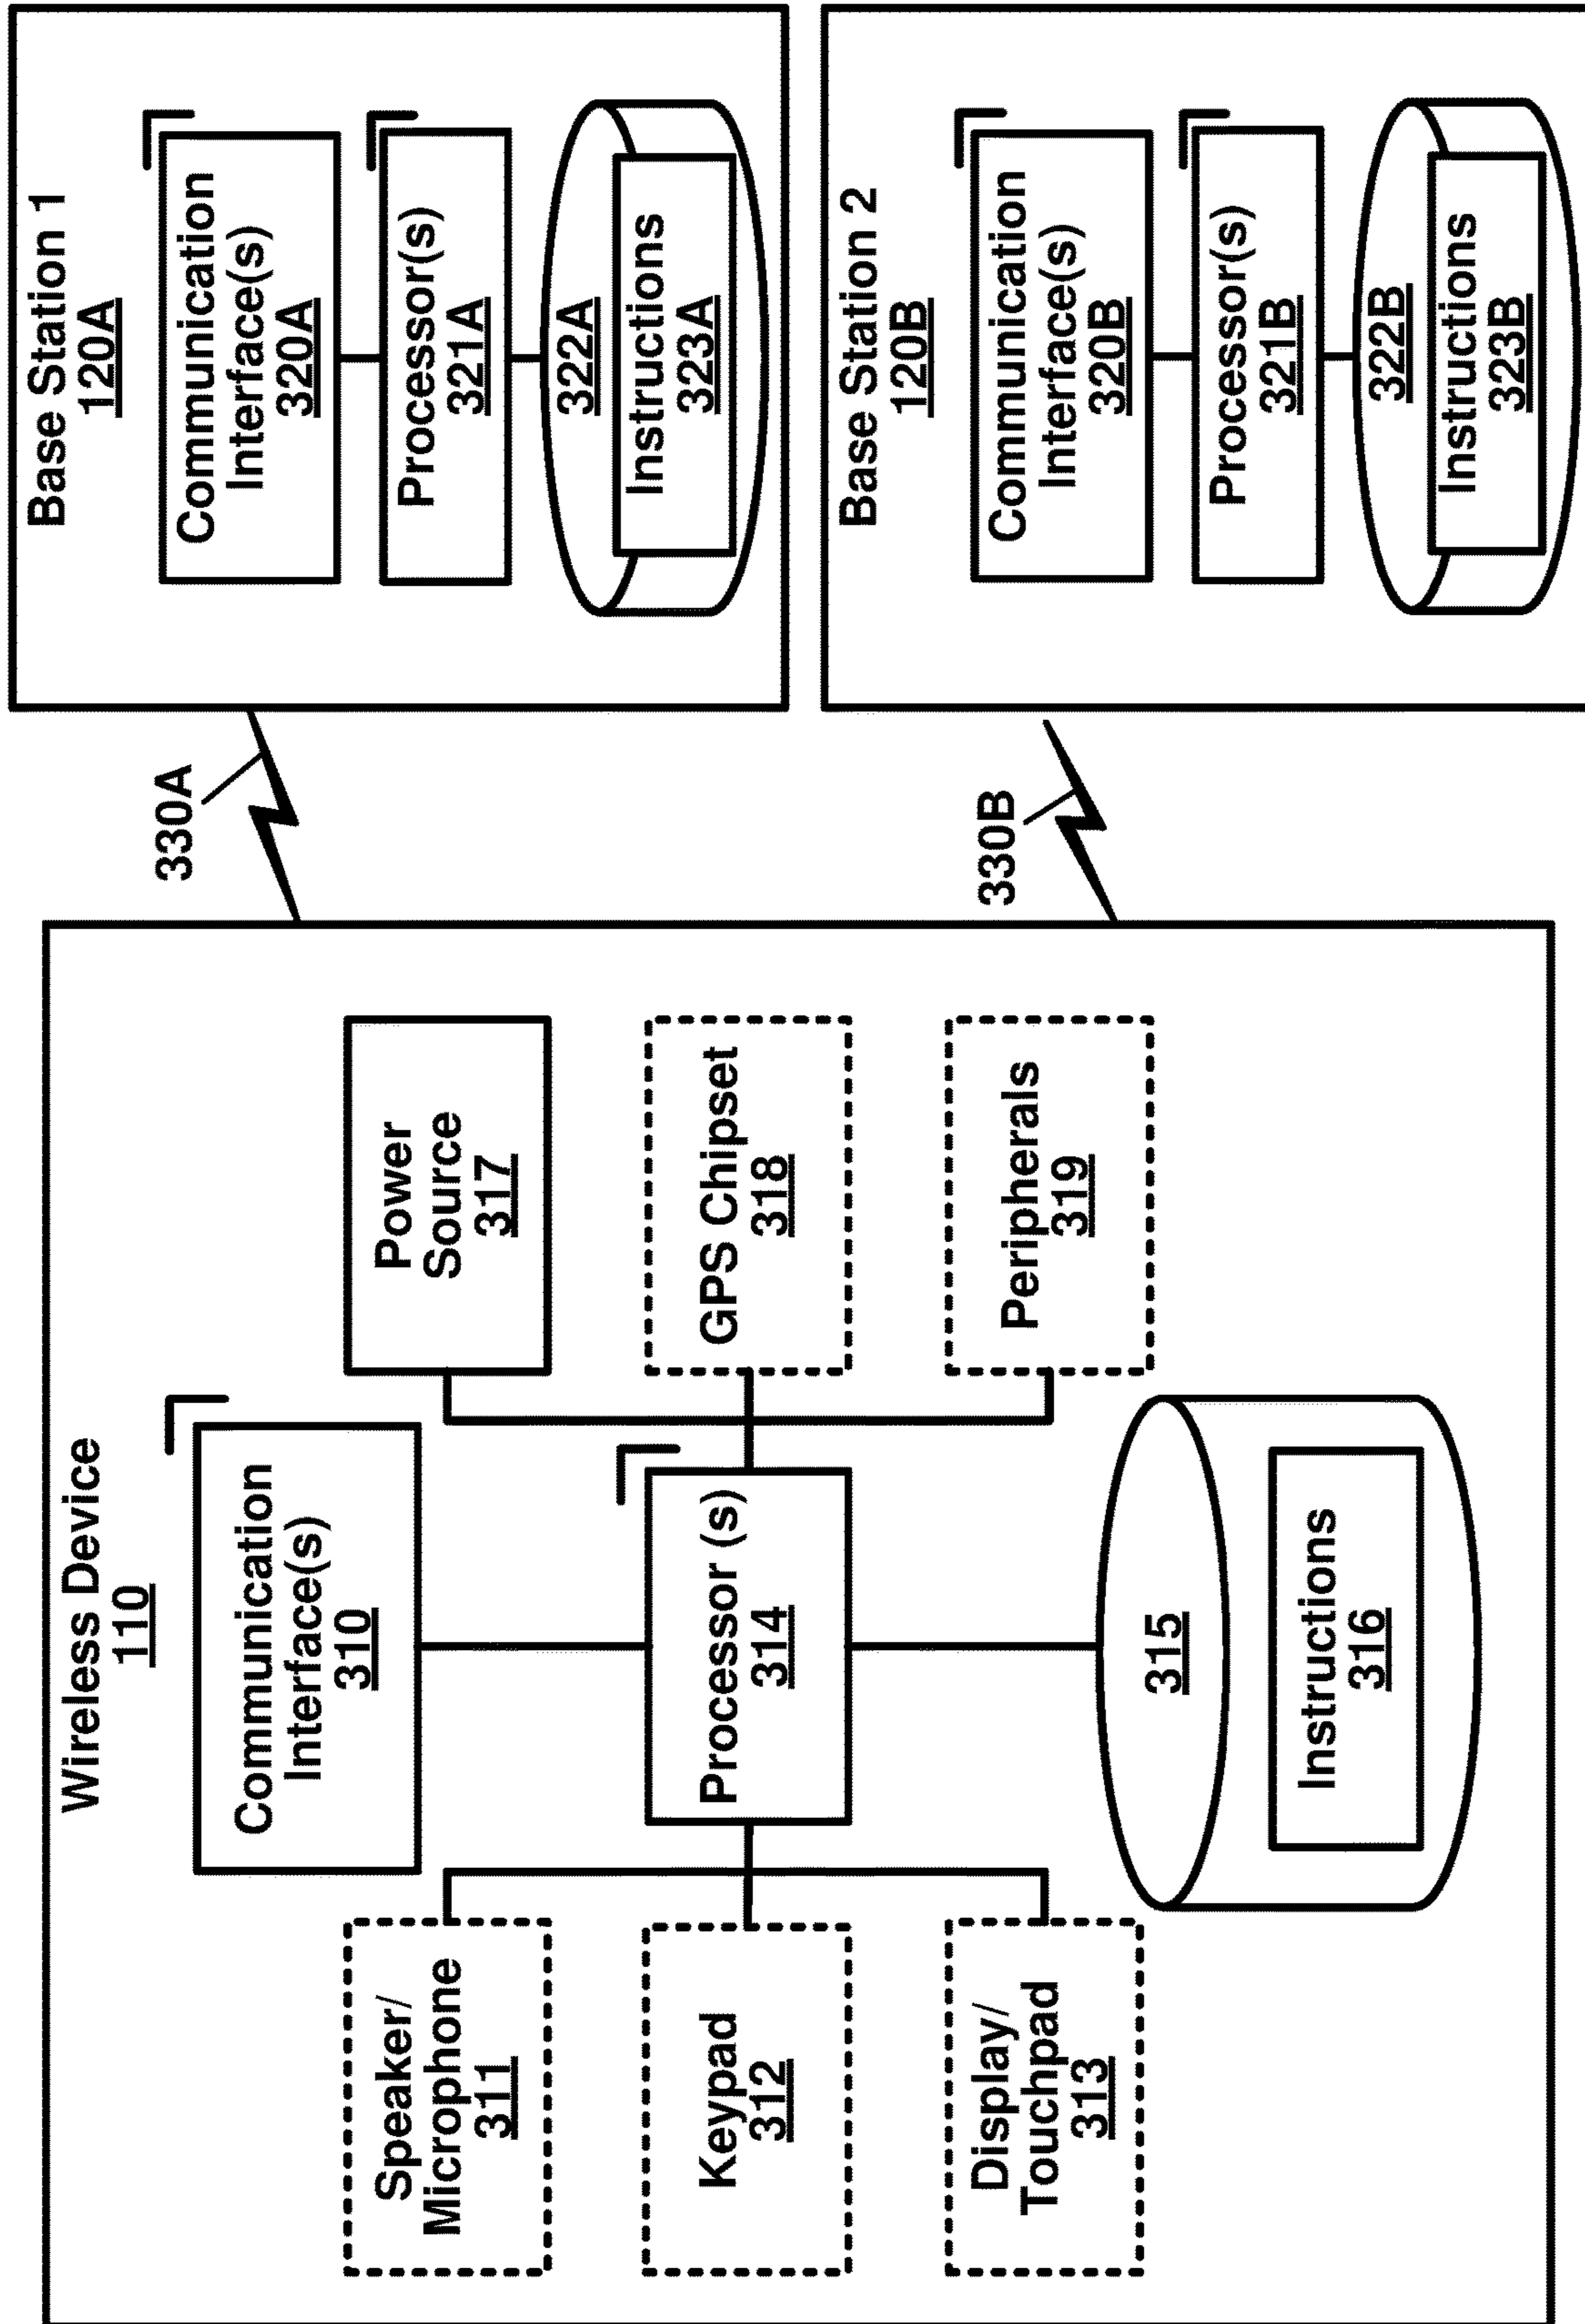 Wireless Device
110
Communication
Interface(s)
310
Speaker/
Microphone
311
Power
Source
317
Keypad
312
Processor (s)
314
GPS Chipset
318
Display/
Touchpad
313
Peripherals
319
315
Instructions
316
330A
330B
Base Station 1
120A
Communication
Interface(s)
320A
Processor(s)
321A
322A
Instructions
323A
Base Station 2
120B
Communication
Interface(s)
320B
Processor(s)
321B
322B
Instructions
323B